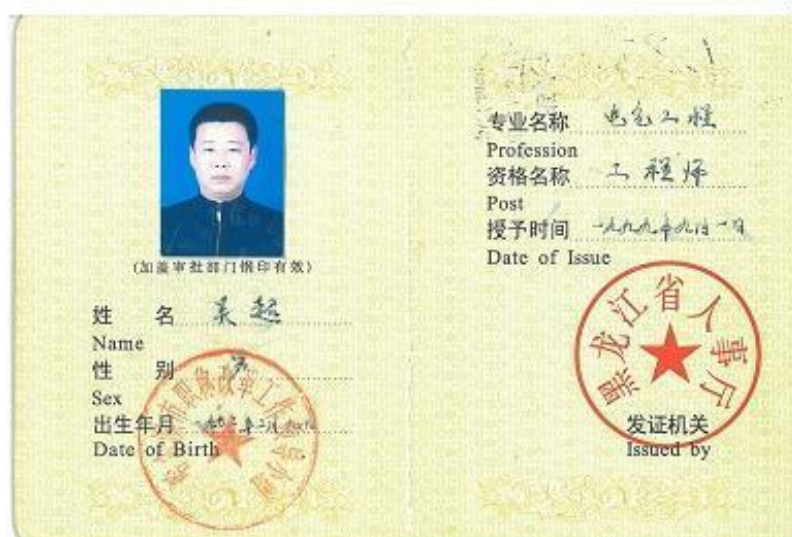 (加盖审批部门钢印有效)
姓 名 吴超
Name
性 别 男
Sex
出生年月
Date of Birth
专业名称 电气工程
Profession
资格名称 工程师
Post
授予时间 一九九九年九月一日
Date of Issue
黑龙江省人事厅
发证机关
Issued by